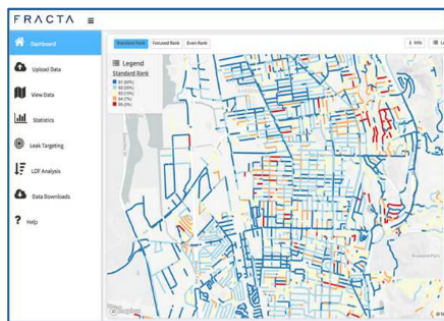 FRACTA
Dashboard
Upload Data
View Data
Statistics
Leak Targeting
LOF Analysis
Data Downloads
Help
Standard Rank Focused Rank Even Rank
Info
Legend
Standard Rank